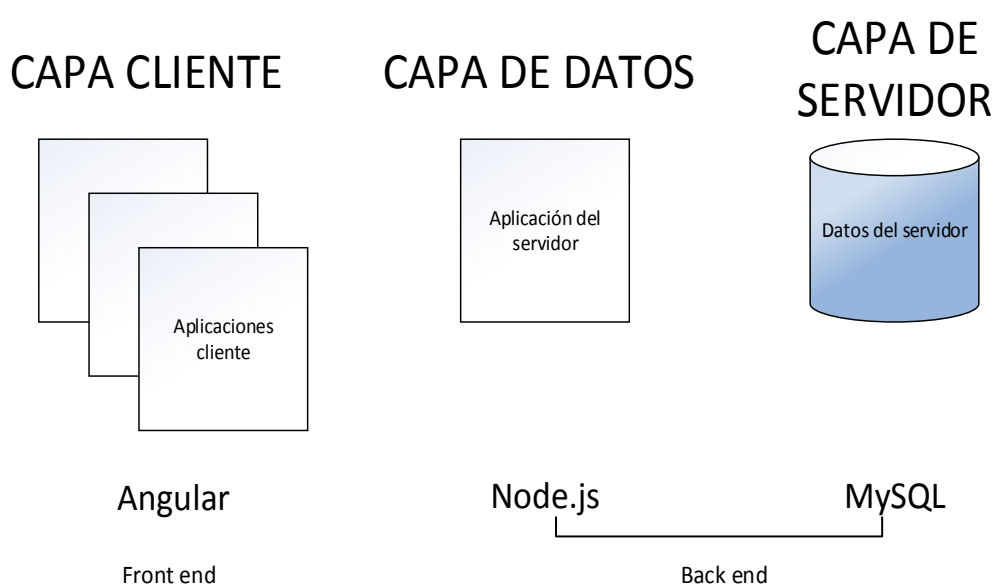 CAPA CLIENTE
CAPA DE DATOS
CAPA DE
SERVIDOR
Aplicaciones
cliente
Aplicación del
servidor
Datos del servidor
Angular
Node.js
MySQL
Front end
Back end